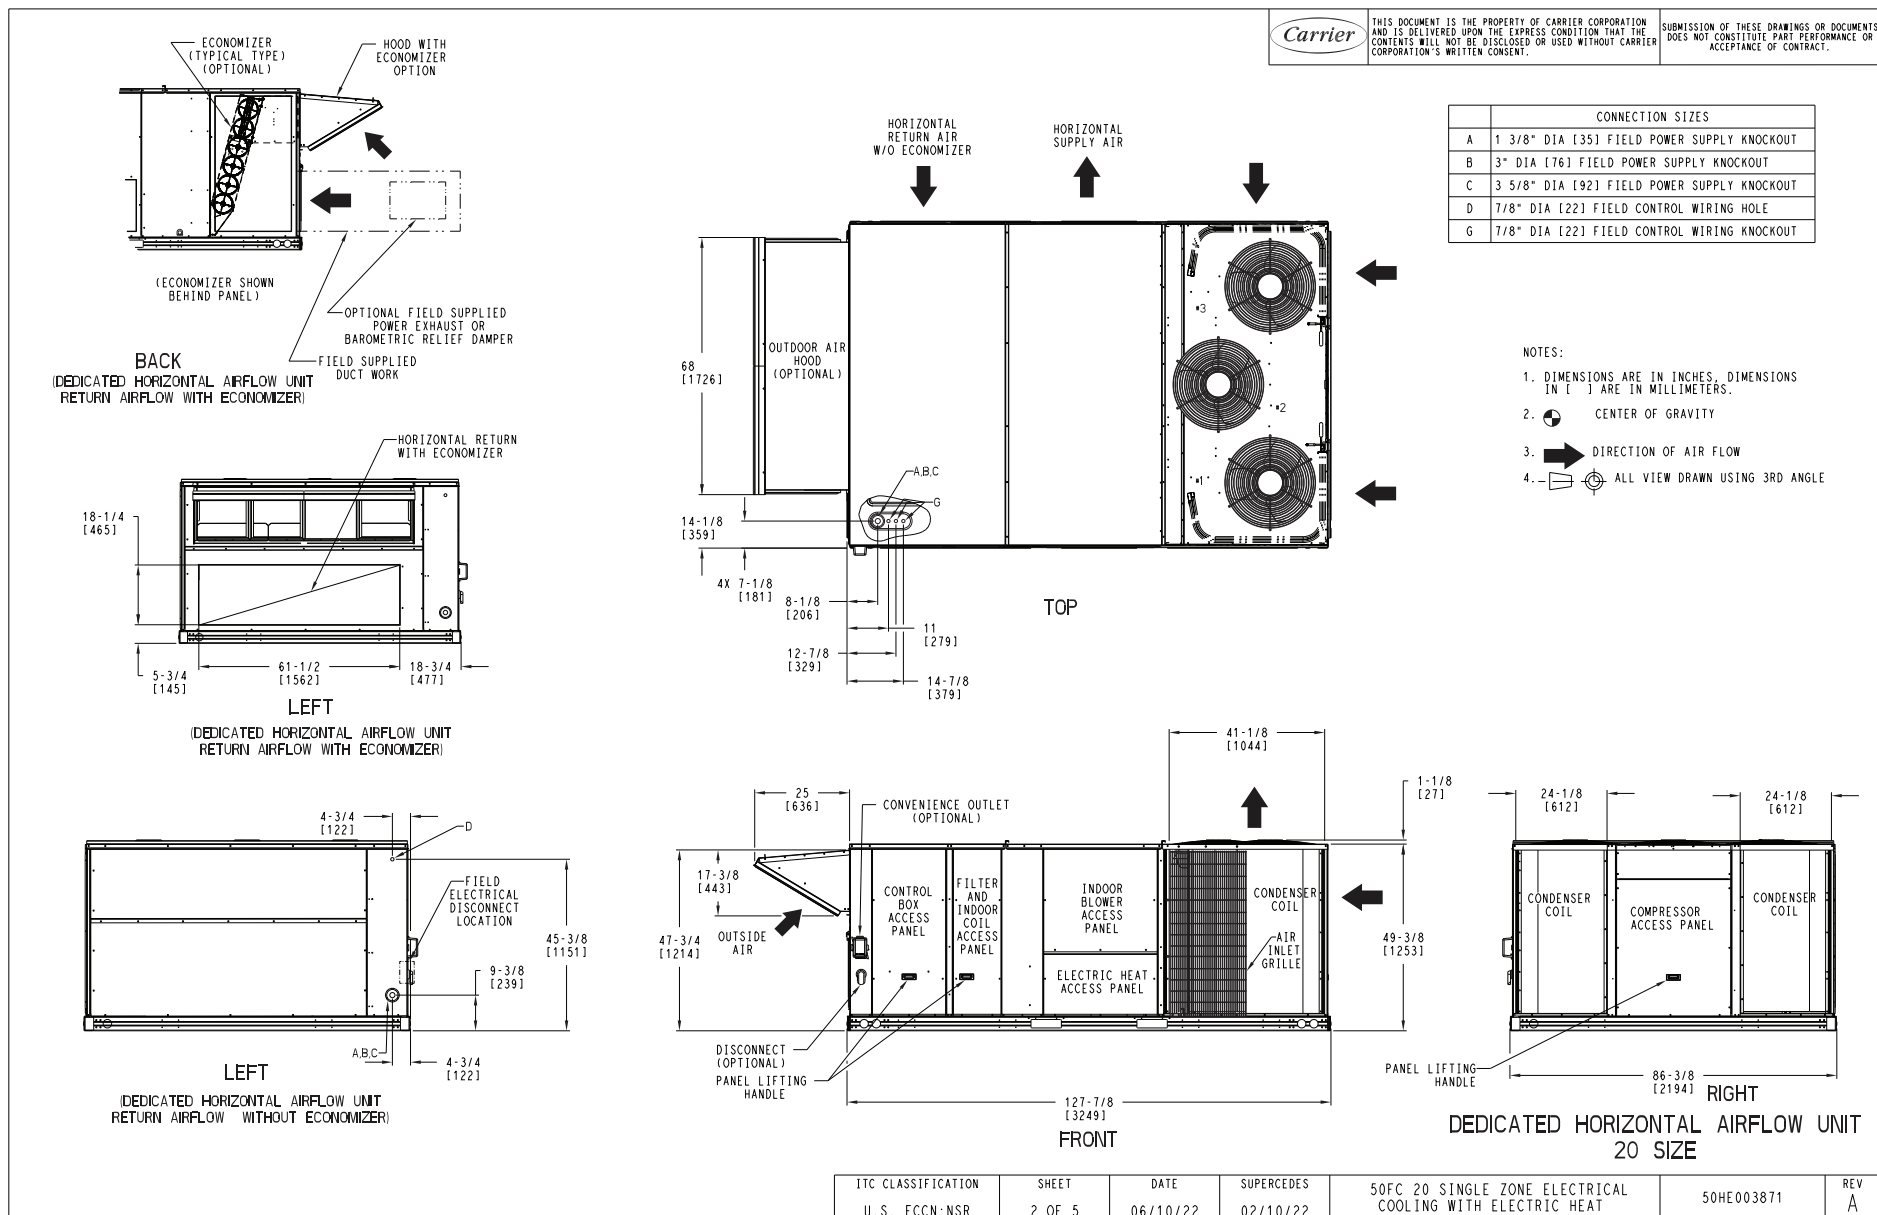 Carrier
THIS DOCUMENT IS THE PROPERTY OF CARRIER CORPORATION
AND IS DELIVERED UPON THE EXPRESS CONDITION THAT THE
CONTENTS WILL NOT BE DISCLOSED OR USED WITHOUT CARRIER
CORPORATION'S WRITTEN CONSENT.
SUBMISSION OF THESE DRAWINGS OR DOCUMENTS
DOES NOT CONSTITUTE PART PERFORMANCE OR
ACCEPTANCE OF CONTRACT.
ECONOMIZER
(TYPICAL TYPE)
(OPTIONAL)
HOOD WITH
ECONOMIZER
OPTION
(ECONOMIZER SHOWN
BEHIND PANEL)
OPTIONAL FIELD SUPPLIED
POWER EXHAUST OR
BAROMETRIC RELIEF DAMPER
FIELD SUPPLIED
DUCT WORK
BACK
(DEDICATED HORIZONTAL AIRFLOW UNIT
RETURN AIRFLOW WITH ECONOMIZER)
HORIZONTAL
RETURN AIR
W/O ECONOMIZER
HORIZONTAL
SUPPLY AIR
OUTDOOR AIR
HOOD
(OPTIONAL)
68
[1726]
3
2
1
A,B,C
G
14-1/8
[359]
4X 7-1/8
[181]
8-1/8
[206]
11
[279]
12-7/8
[329]
14-7/8
[379]
TOP
CONNECTION SIZES
A 1 3/8" DIA [35] FIELD POWER SUPPLY KNOCKOUT
B 3" DIA [76] FIELD POWER SUPPLY KNOCKOUT
C 3 5/8" DIA [92] FIELD POWER SUPPLY KNOCKOUT
D 7/8" DIA [22] FIELD CONTROL WIRING HOLE
G 7/8" DIA [22] FIELD CONTROL WIRING KNOCKOUT
NOTES:
1. DIMENSIONS ARE IN INCHES, DIMENSIONS
IN [ ] ARE IN MILLIMETERS.
2. CENTER OF GRAVITY
3. DIRECTION OF AIR FLOW
4. ALL VIEW DRAWN USING 3RD ANGLE
HORIZONTAL RETURN
WITH ECONOMIZER
18-1/4
[465]
5-3/4
[145]
61-1/2
[1562]
18-3/4
[477]
LEFT
(DEDICATED HORIZONTAL AIRFLOW UNIT
RETURN AIRFLOW WITH ECONOMIZER)
4-3/4
[122]
D
FIELD
ELECTRICAL
DISCONNECT
LOCATION
45-3/8
[1151]
9-3/8
[239]
A,B,C
4-3/4
[122]
LEFT
(DEDICATED HORIZONTAL AIRFLOW UNIT
RETURN AIRFLOW WITHOUT ECONOMIZER)
25
[636]
CONVENIENCE OUTLET
(OPTIONAL)
41-1/8
[1044]
1-1/8
[27]
17-3/8
[443]
47-3/4
[1214]
OUTSIDE
AIR
CONTROL
BOX
ACCESS
PANEL
FILTER
AND
INDOOR
COIL
ACCESS
PANEL
INDOOR
BLOWER
ACCESS
PANEL
ELECTRIC HEAT
ACCESS PANEL
CONDENSER
COIL
AIR
INLET
GRILLE
49-3/8
[1253]
DISCONNECT
(OPTIONAL)
PANEL LIFTING
HANDLE
127-7/8
[3249]
FRONT
24-1/8
[612]
24-1/8
[612]
CONDENSER
COIL
COMPRESSOR
ACCESS PANEL
CONDENSER
COIL
PANEL LIFTING
HANDLE
86-3/8
[2194]
RIGHT
DEDICATED HORIZONTAL AIRFLOW UNIT
20 SIZE
ITC CLASSIFICATION
U.S. ECCN:NSR
SHEET
2 OF 5
DATE
06/10/22
SUPERCEDES
02/10/22
50FC 20 SINGLE ZONE ELECTRICAL
COOLING WITH ELECTRIC HEAT
50HE003871
REV
A